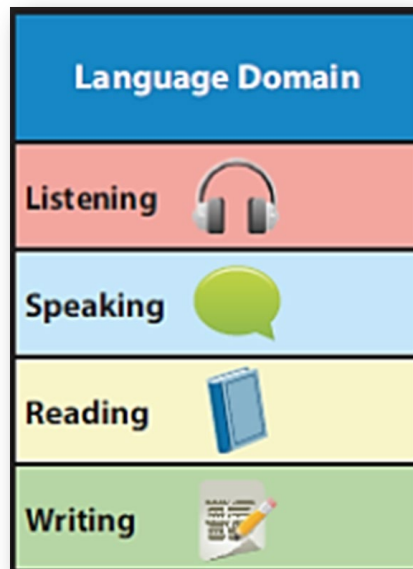 Language Domain
Listening
Speaking
Reading
Writing